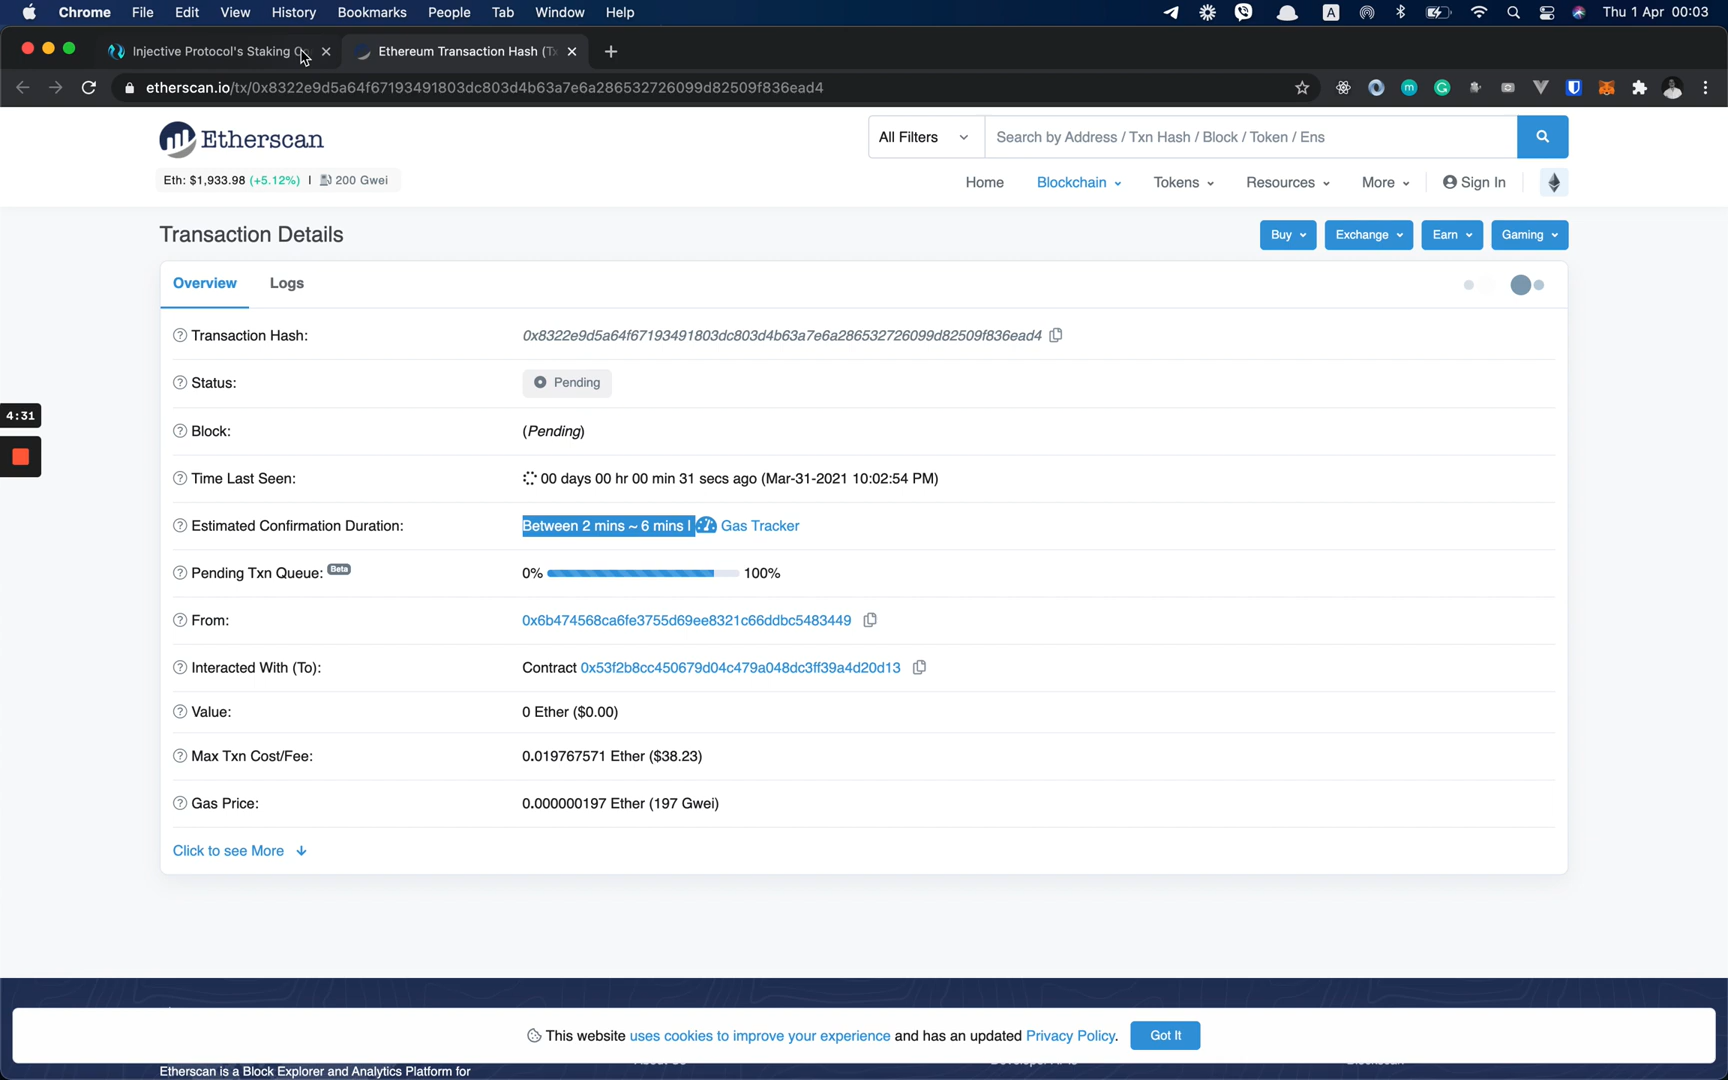 Chrome File Edit View History Bookmarks People Tab Window Help A Thu 1 Apr 00:03
Injective Protocol's Staking Ethereum Transaction Hash (Tx
etherscan.io/tx/0x8322e9d5a64f67193491803dc803d4b63a7e6a286532726099d82509f836ead4
Etherscan
All Filters Search by Address / Txn Hash / Block / Token / Ens
Eth: $1,933.98 (+5.12%) | 200 Gwei
Home Blockchain Tokens Resources More Sign In
Transaction Details
Buy Exchange Earn Gaming
Overview Logs
Transaction Hash: 0x8322e9d5a64f67193491803dc803d4b63a7e6a286532726099d82509f836ead4
Status: Pending
4:31
Block: (Pending)
Time Last Seen: 00 days 00 hr 00 min 31 secs ago (Mar-31-2021 10:02:54 PM)
Estimated Confirmation Duration: Between 2 mins ~ 6 mins | Gas Tracker
Pending Txn Queue: Beta 0% 100%
From: 0x6b474568ca6fe3755d69ee8321c66ddbc5483449
Interacted With (To): Contract 0x53f2b8cc450679d04c479a048dc3ff39a4d20d13
Value: 0 Ether ($0.00)
Max Txn Cost/Fee: 0.019767571 Ether ($38.23)
Gas Price: 0.000000197 Ether (197 Gwei)
Click to see More
This website uses cookies to improve your experience and has an updated Privacy Policy. Got It
Etherscan is a Block Explorer and Analytics Platform for